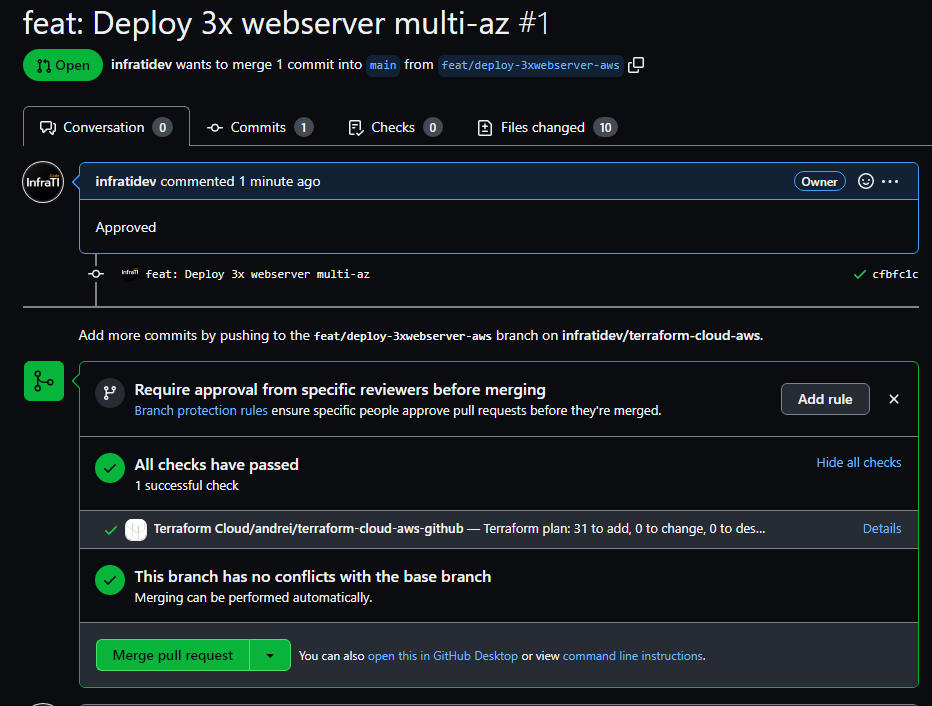 feat: Deploy 3x webserver multi-az #1
Open infratidev wants to merge 1 commit into main from feat/deploy-3xwebserver-aws
Conversation 0 Commits 1 Checks 0 Files changed 10
InfraTI
infratidev commented 1 minute ago Owner
Approved
InfraTI feat: Deploy 3x webserver multi-az cfbfc1c
Add more commits by pushing to the feat/deploy-3xwebserver-aws branch on infratidev/terraform-cloud-aws.
Require approval from specific reviewers before merging
Branch protection rules ensure specific people approve pull requests before they're merged.
Add rule
All checks have passed
1 successful check
Hide all checks
Terraform Cloud/andrei/terraform-cloud-aws-github — Terraform plan: 31 to add, 0 to change, 0 to des... Details
This branch has no conflicts with the base branch
Merging can be performed automatically.
Merge pull request You can also open this in GitHub Desktop or view command line instructions.